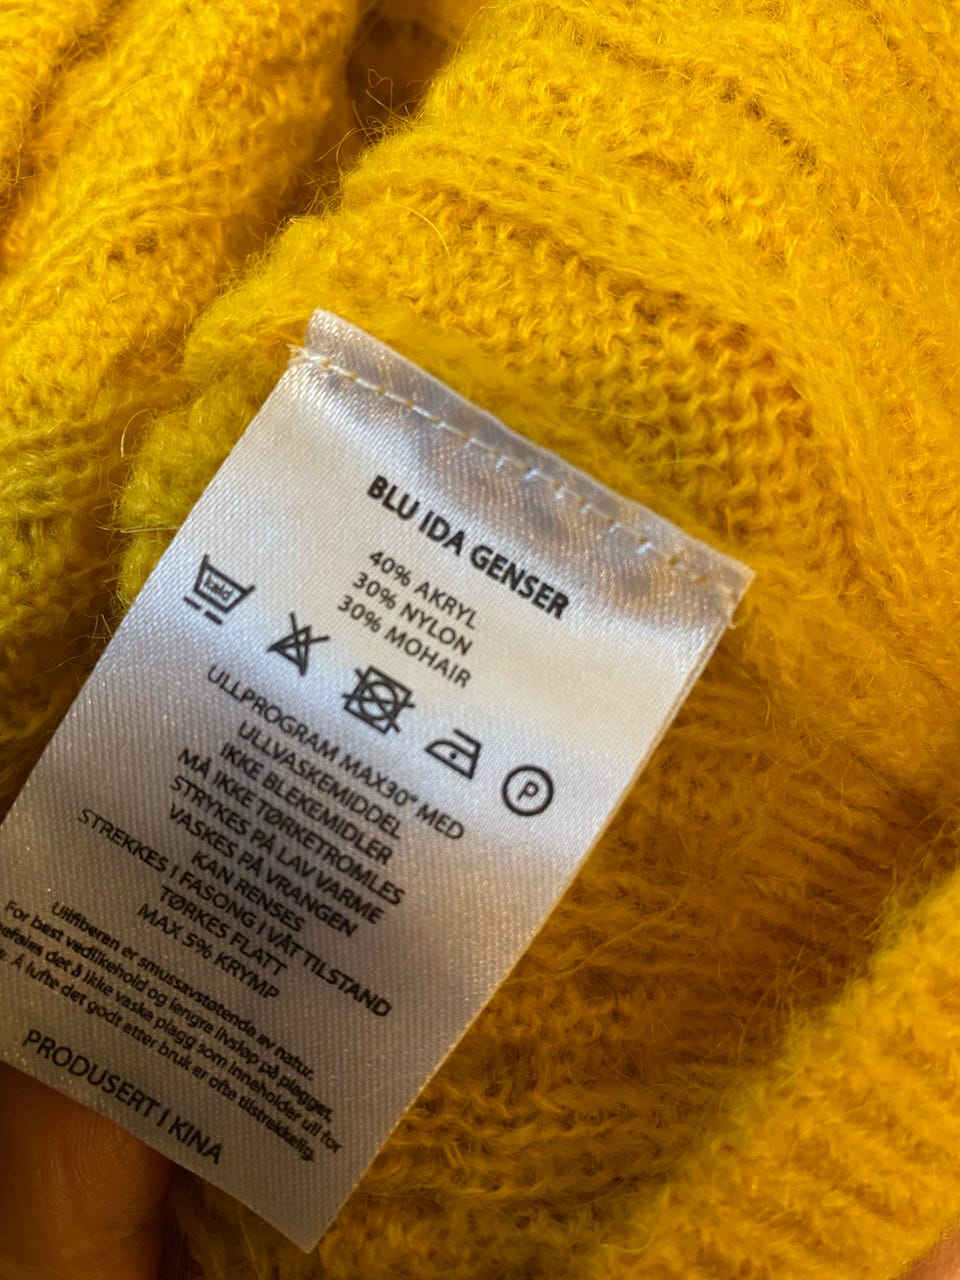 BLU IDA GENSER
40% AKRYL
30% NYLON
30% MOHAIR
kald
P
ULLPROGRAM MAX30° MED
ULLVASKEMIDDEL
IKKE BLEKEMIDLER
MÅ IKKE TØRKETROMLES
STRYKES PÅ LAV VARME
VASKES PÅ VRANGEN
KAN RENSES
STREKKES I FASONG I VÅT TILSTAND
TØRKES FLATT
MAX 5% KRYMP
Ullfiberen er smussavstøtende av natur.
For best vedlikehold og lengre livsløp på plagget,
befales det å ikke vaske plagg som inneholder ull for
e. Å lufte det godt etter bruk er ofte tilstrekkelig.
PRODUSERT I KINA